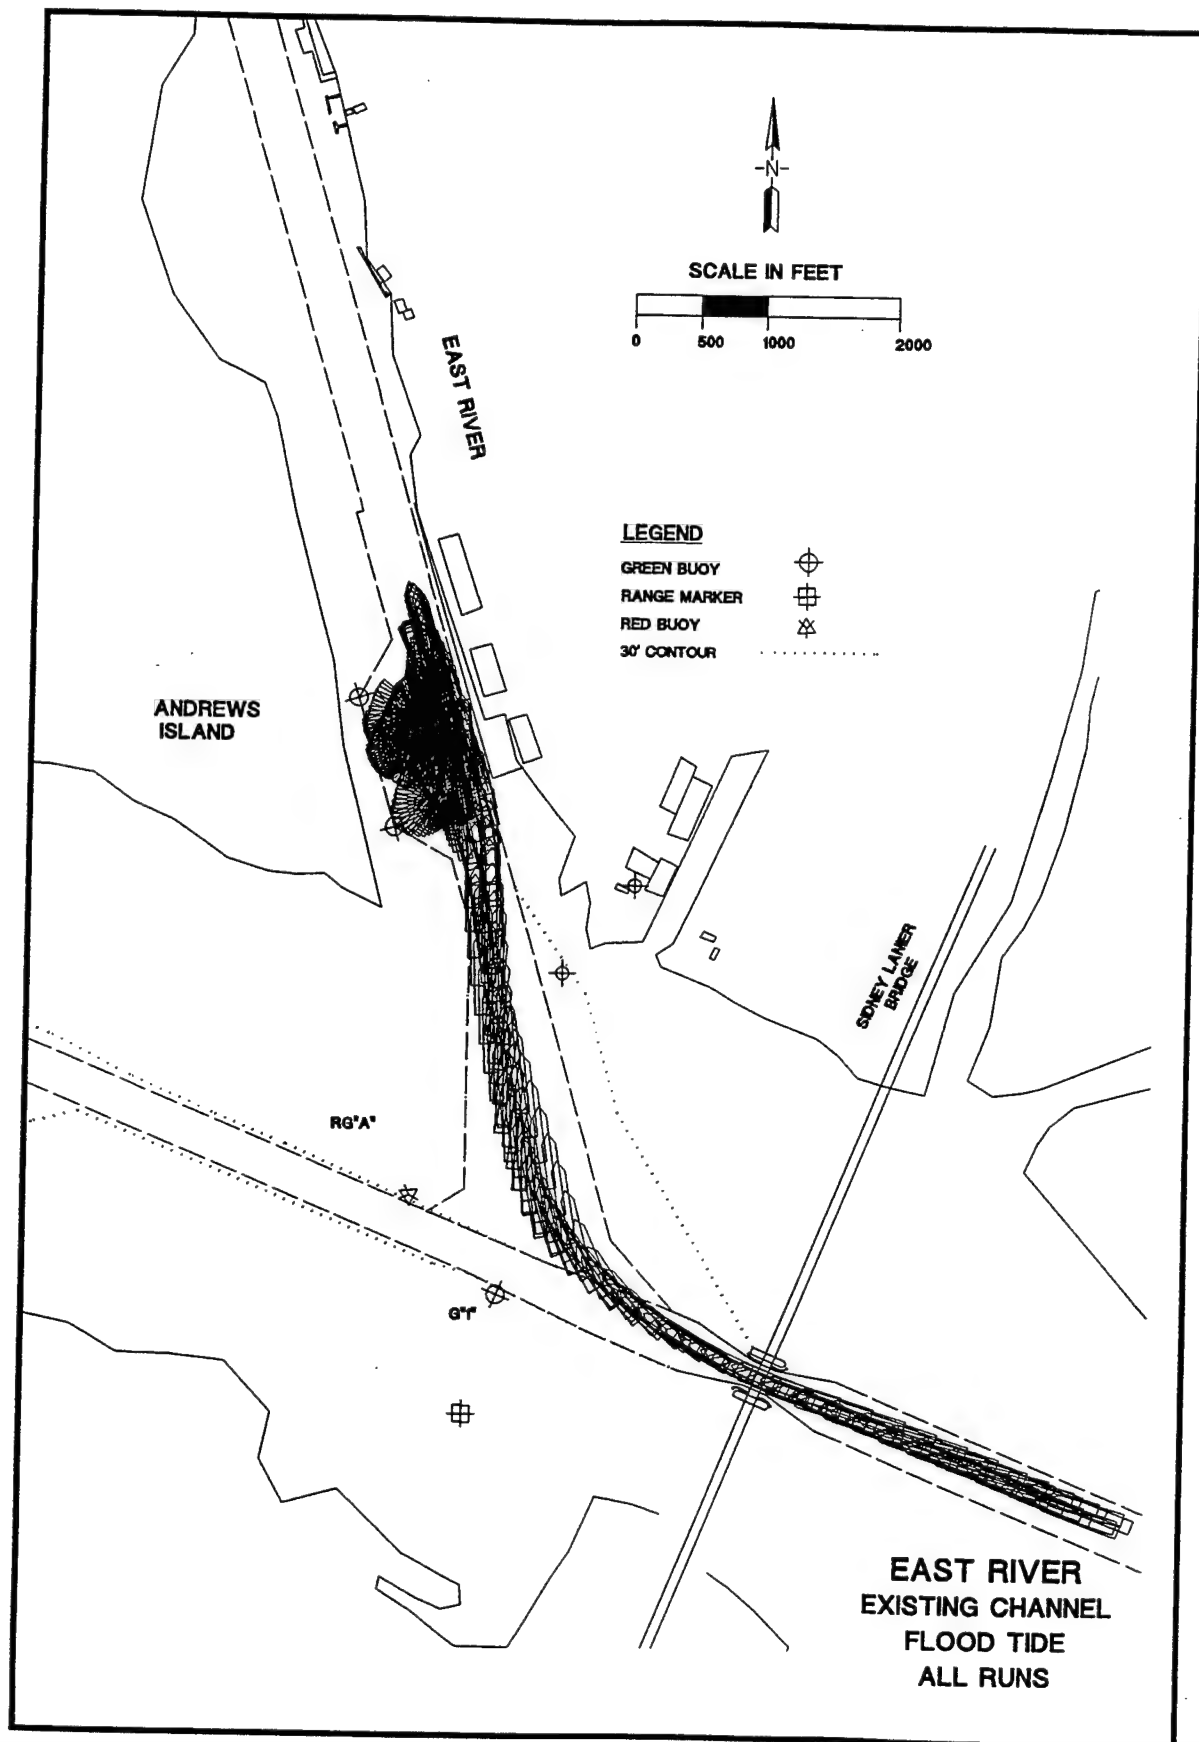 SCALE IN FEET
0 500 1000 2000
EAST RIVER
LEGEND
GREEN BUOY
RANGE MARKER
RED BUOY
30' CONTOUR
ANDREWS
ISLAND
SIDNEY LANIER
BRIDGE
RG"A"
G"1"
N
EAST RIVER
EXISTING CHANNEL
FLOOD TIDE
ALL RUNS